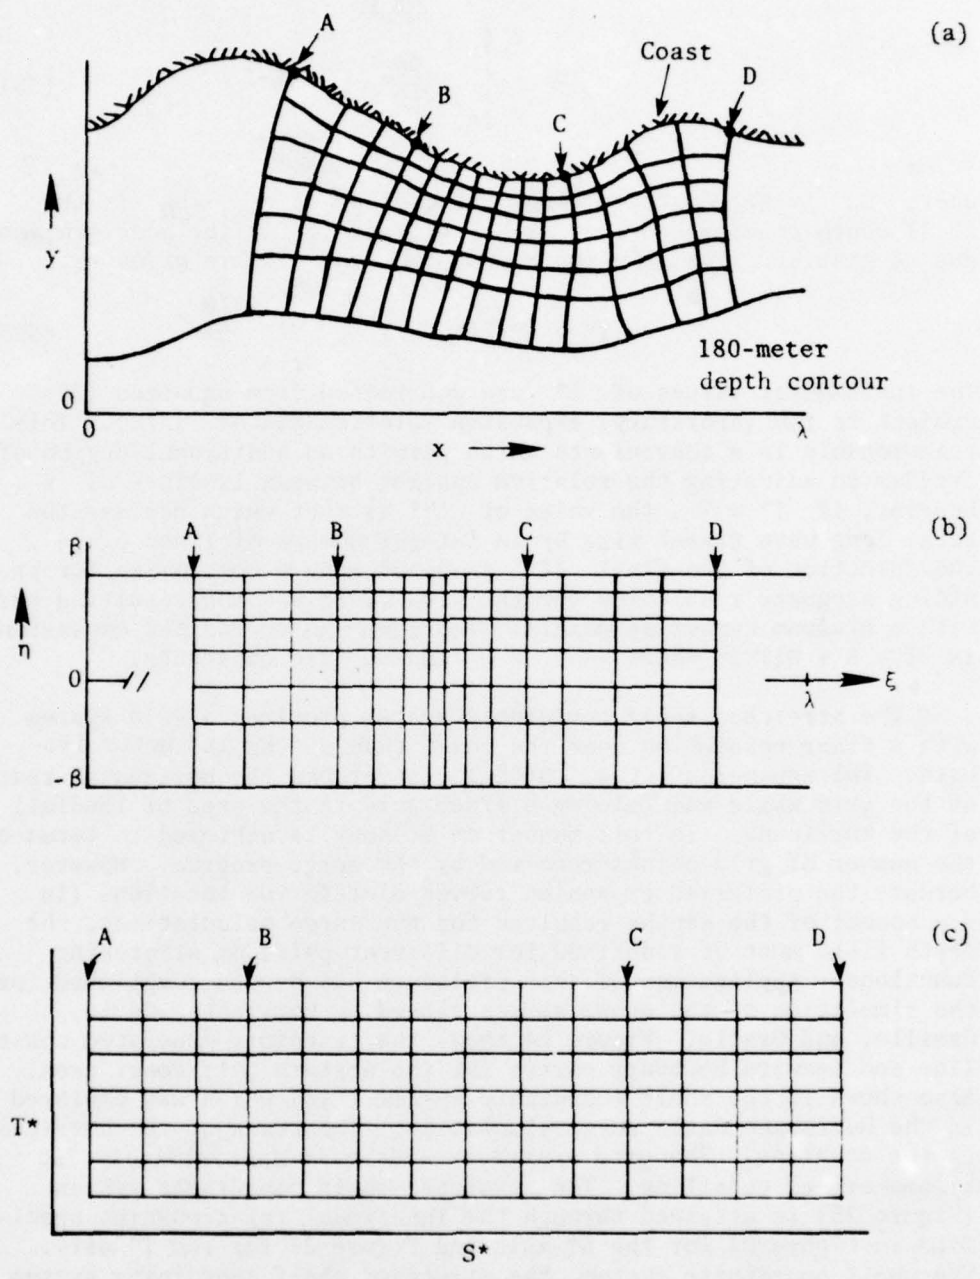 (a)
A
Coast
B
D
C
y
180-meter
depth contour
0
0
x
λ
(b)
A
B
C
D
β
η
0
λ
ξ
-β
(c)
A
B
C
D
T*
S*